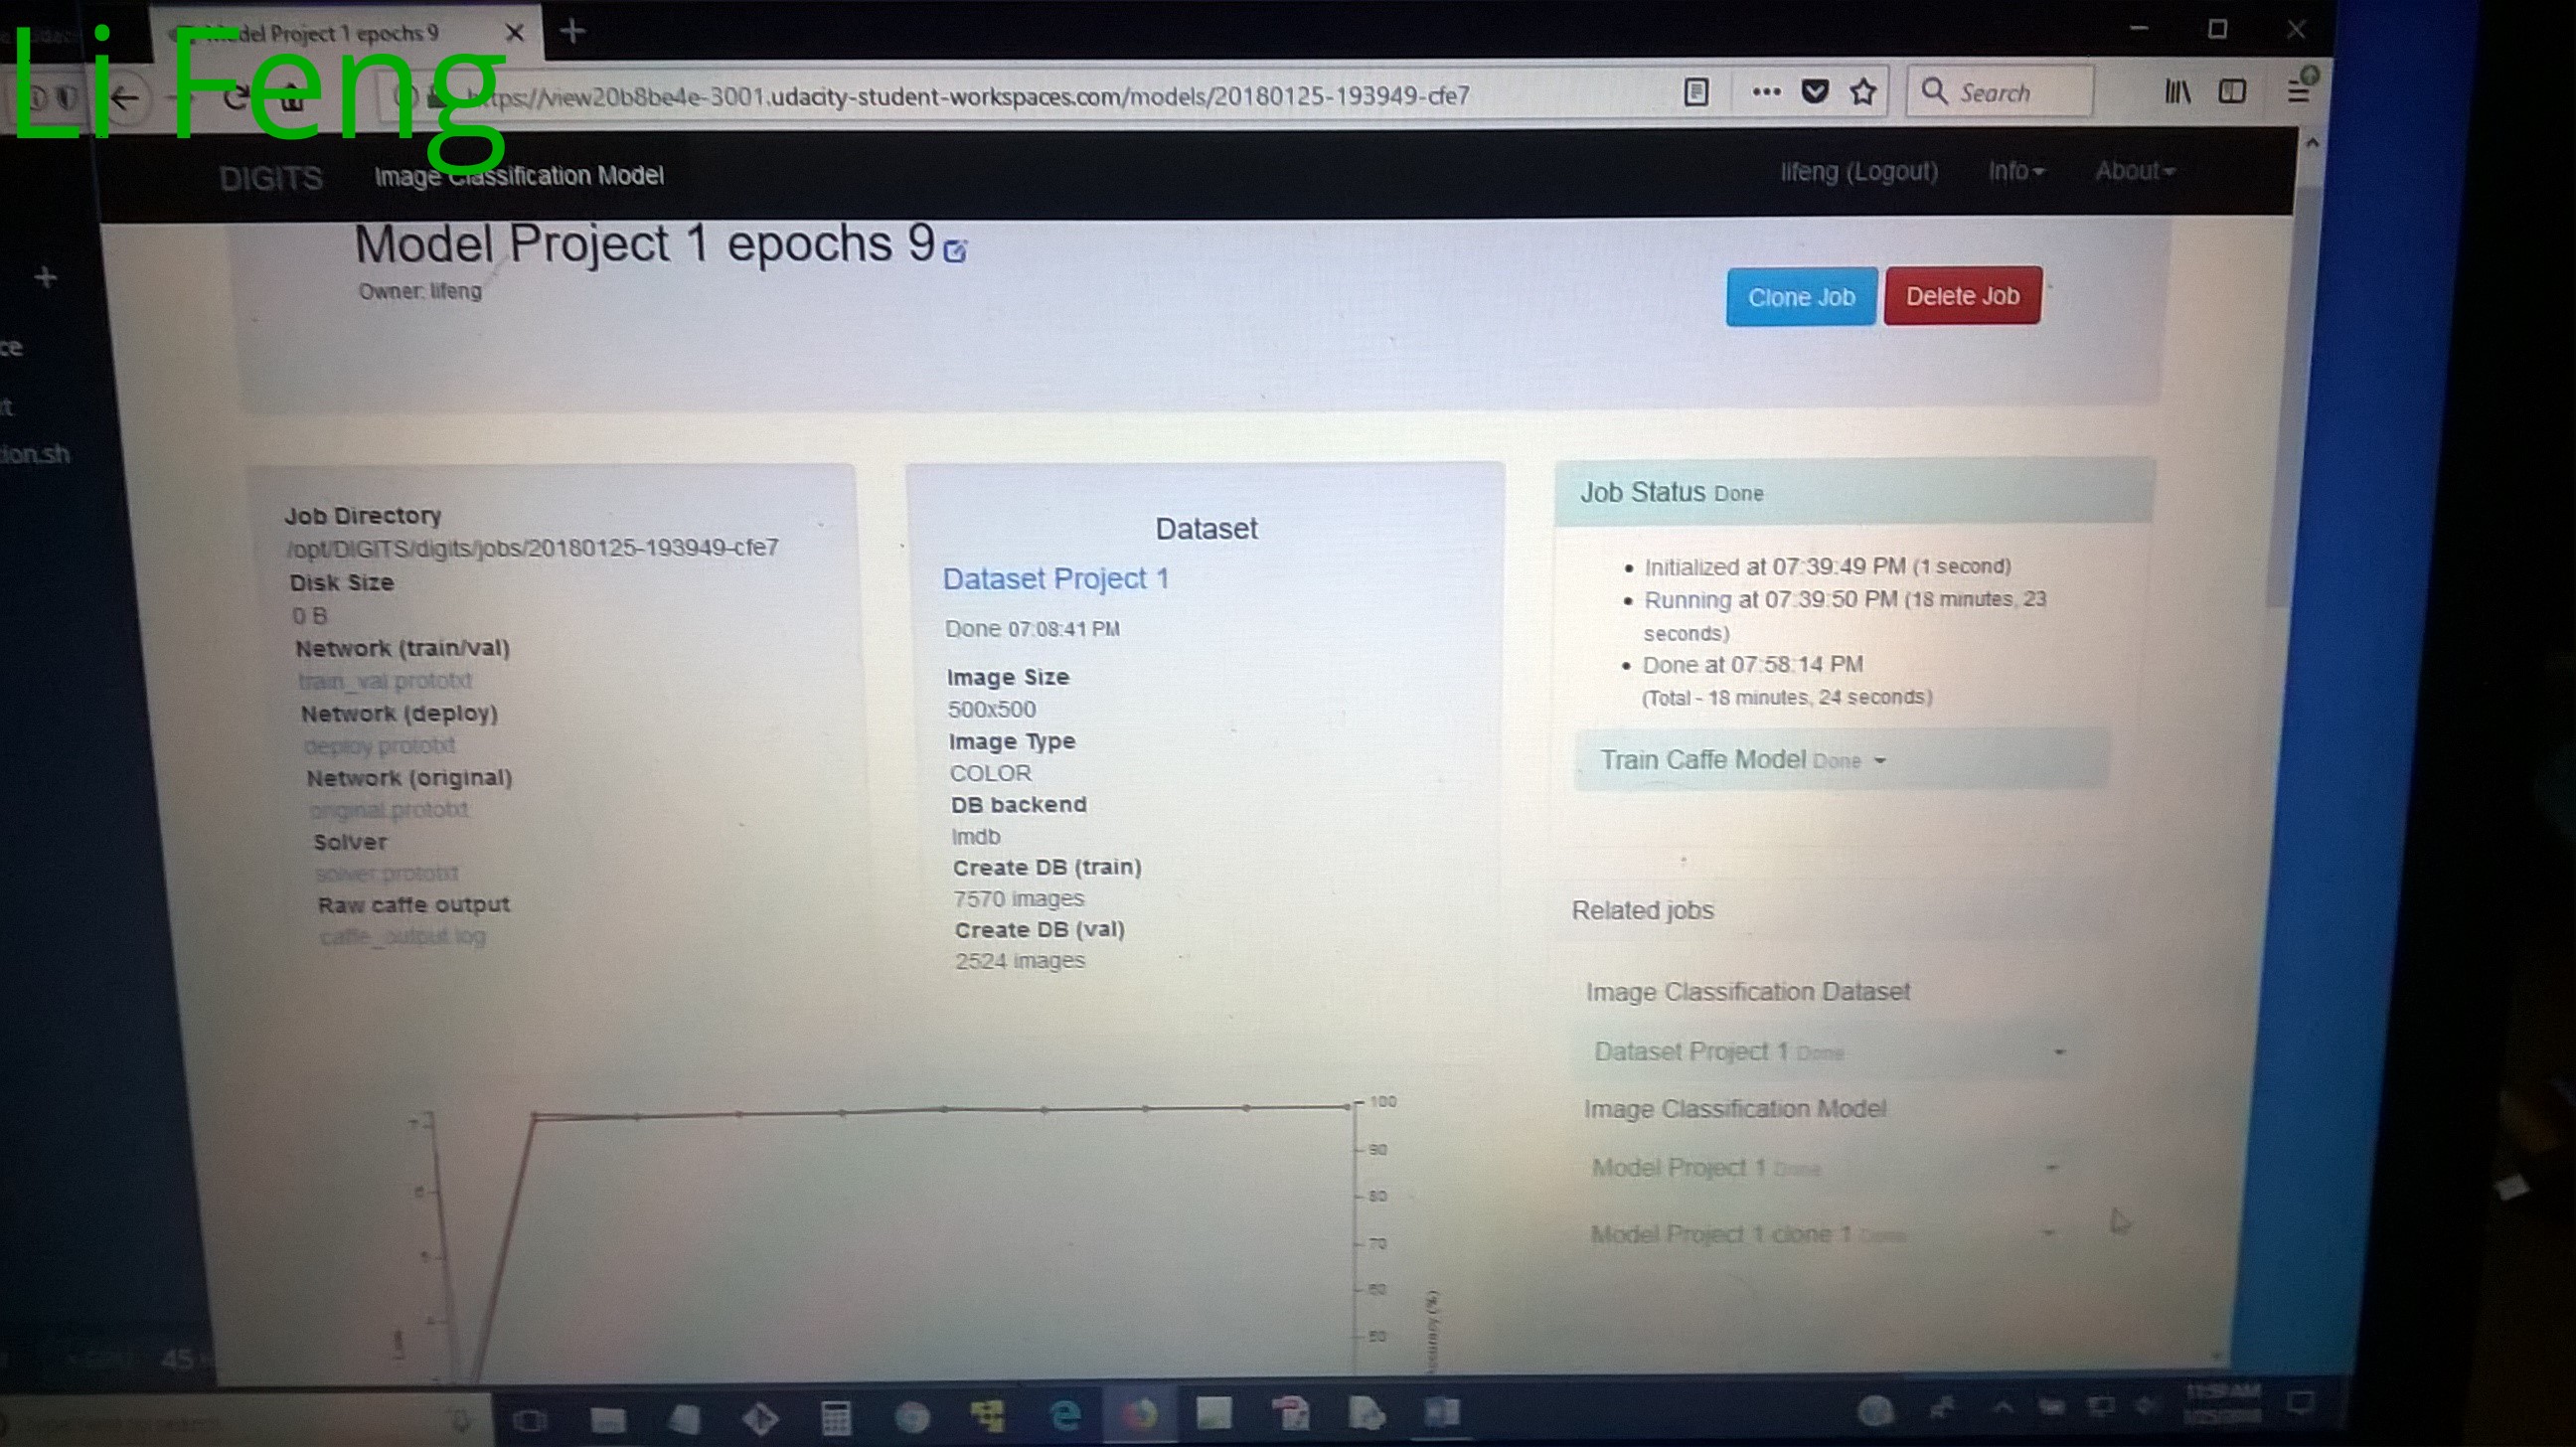 Li Feng
del Project 1 epochs 9
https://view20b8be4e-3001.udacity-student-workspaces.com/models/20180125-193949-cfe7
Search
DIGITS
Image Classification Model
lifeng (Logout)
Info
About
Model Project 1 epochs 9
Owner: lifeng
Clone Job
Delete Job
ce
t
ion.sh
Job Directory
/opt/DIGITS/digits/jobs/20180125-193949-cfe7
Disk Size
0 B
Network (train/val)
train_val.prototxt
Network (deploy)
deploy.prototxt
Network (original)
original.prototxt
Solver
solver.prototxt
Raw caffe output
caffe_output.log
Dataset
Dataset Project 1
Done 07:08:41 PM
Image Size
500x500
Image Type
COLOR
DB backend
lmdb
Create DB (train)
7570 images
Create DB (val)
2524 images
Job Status Done
Initialized at 07:39:49 PM (1 second)
Running at 07:39:50 PM (18 minutes, 23
seconds)
Done at 07:58:14 PM
(Total - 18 minutes, 24 seconds)
Train Caffe Model Done
Related jobs
Image Classification Dataset
Dataset Project 1 Done
Image Classification Model
Model Project 1 Done
Model Project 1 clone 1 Done
100
90
80
70
60
50
Accuracy (%)
Loss
45